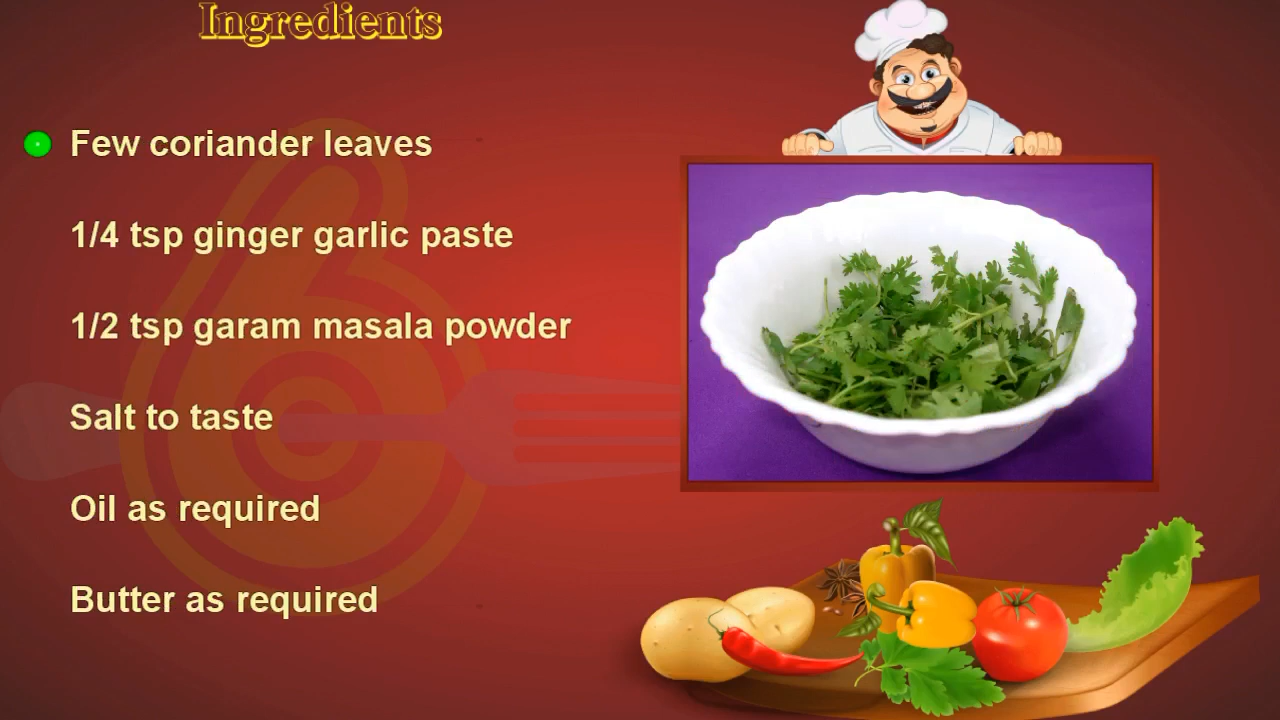 Ingredients
Few coriander leaves
1/4 tsp ginger garlic paste
1/2 tsp garam masala powder
Salt to taste
Oil as required
Butter as required